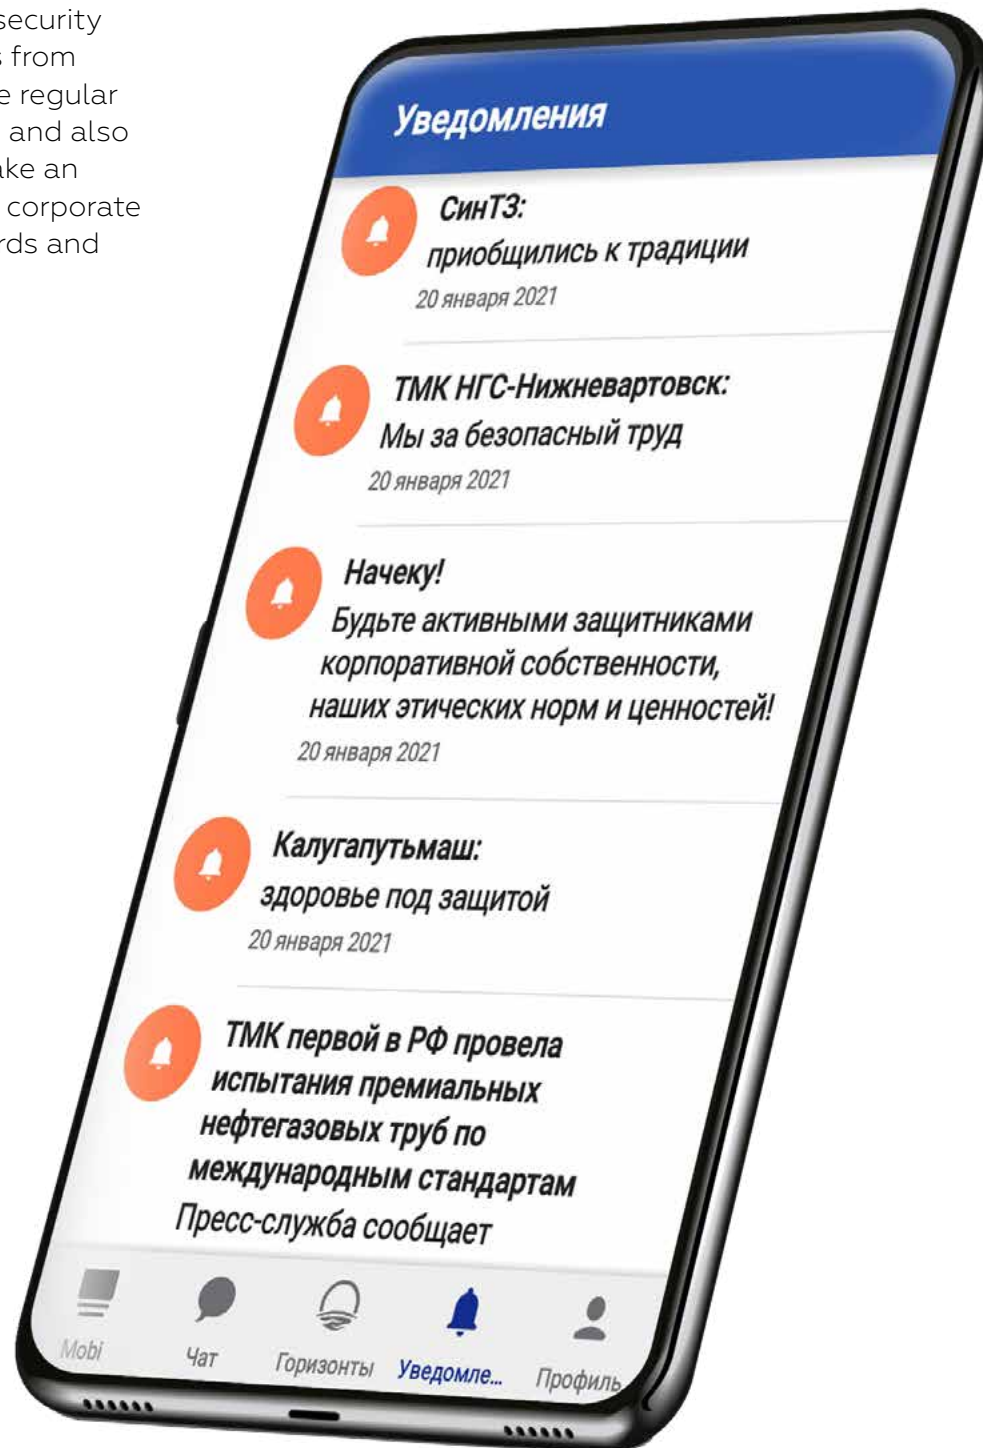 security
from
regular
and also
ake an
corporate
rds and
Уведомления
СинТЗ:
приобщились к традиции
20 января 2021
ТМК НГС-Нижневартовск:
Мы за безопасный труд
20 января 2021
Начеку!
Будьте активными защитниками
корпоративной собственности,
наших этических норм и ценностей!
20 января 2021
Калугапутьмаш:
здоровье под защитой
20 января 2021
ТМК первой в РФ провела
испытания премиальных
нефтегазовых труб по
международным стандартам
Пресс-служба сообщает
Mobi
Чат
Горизонты
Уведомле...
Профиль